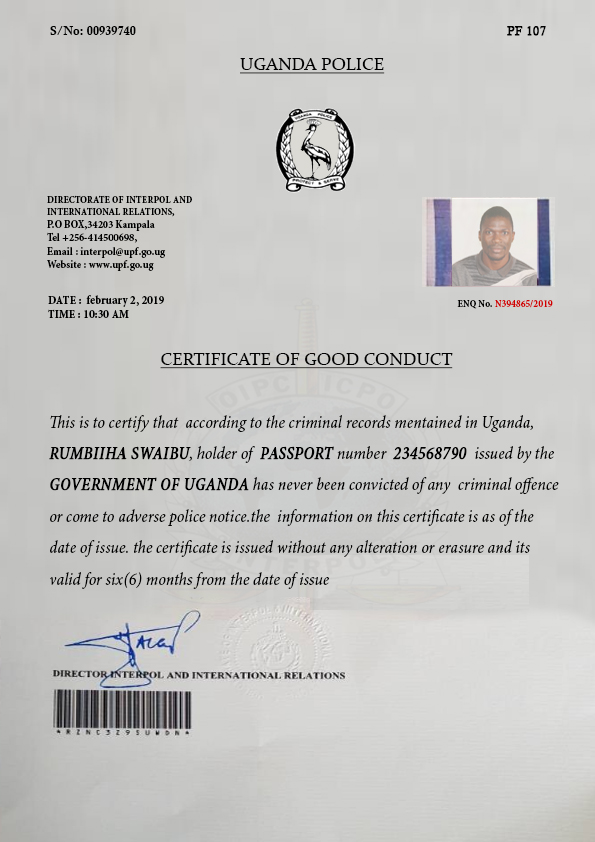 S/No: 00939740
PF 107
UGANDA POLICE
UGANDA POLICE
PROTECT & SERVE
DIRECTORATE OF INTERPOL AND
INTERNATIONAL RELATIONS,
P.O BOX,34203 Kampala
Tel +256-414500698,
Email : interpol@upf.go.ug
Website : www.upf.go.ug
DATE : february 2, 2019
TIME : 10:30 AM
ENQ No. N394865/2019
CERTIFICATE OF GOOD CONDUCT
OIPC ICPO
This is to certify that according to the criminal records mentained in Uganda,
RUMBIIHA SWAIBU, holder of PASSPORT number 234568790 issued by the
GOVERNMENT OF UGANDA has never been convicted of any criminal offence
or come to adverse police notice.the information on this certificate is as of the
date of issue. the certificate is issued without any alteration or erasure and its
valid for six(6) months from the date of issue
INTERPOL
DIRECTOR INTERPOL AND INTERNATIONAL RELATIONS
*RZNC3Z9SUWDN*